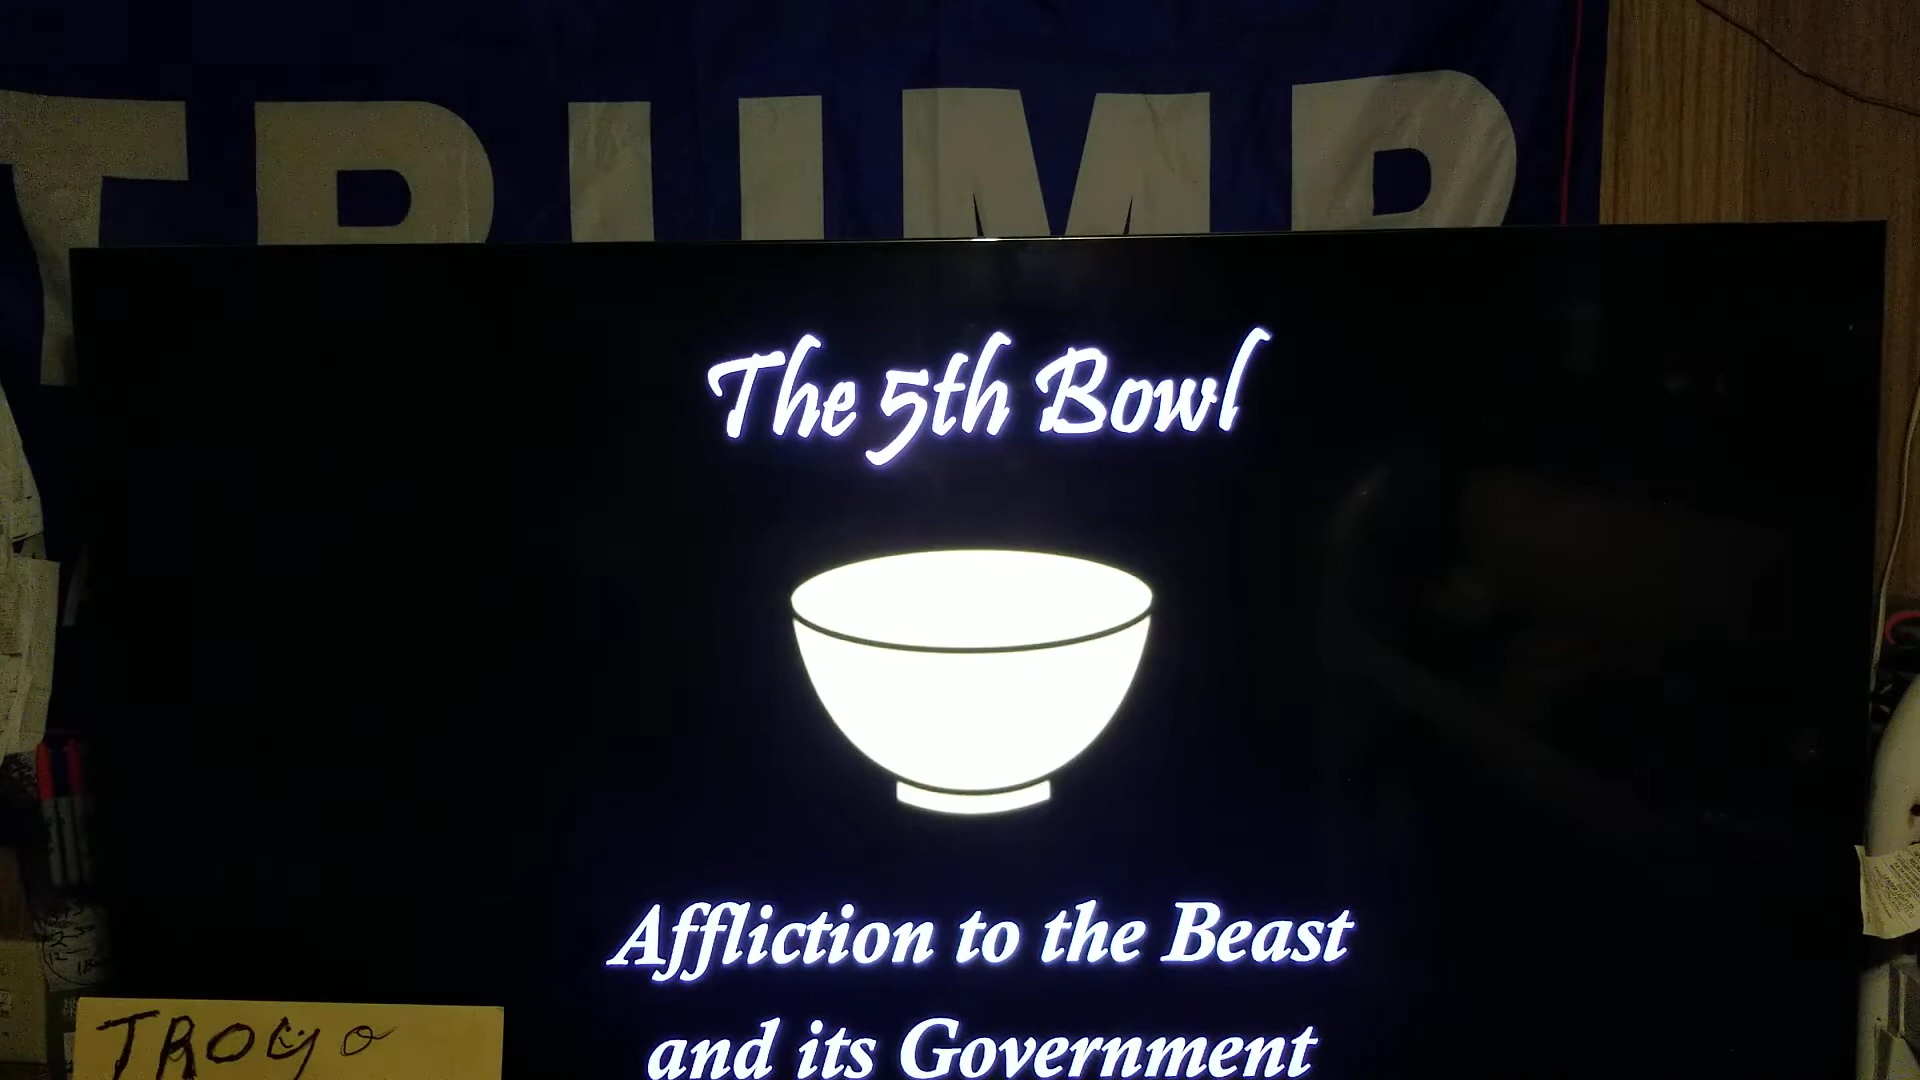 TRUMP
The 5th Bowl
Affliction to the Beast
and its Government